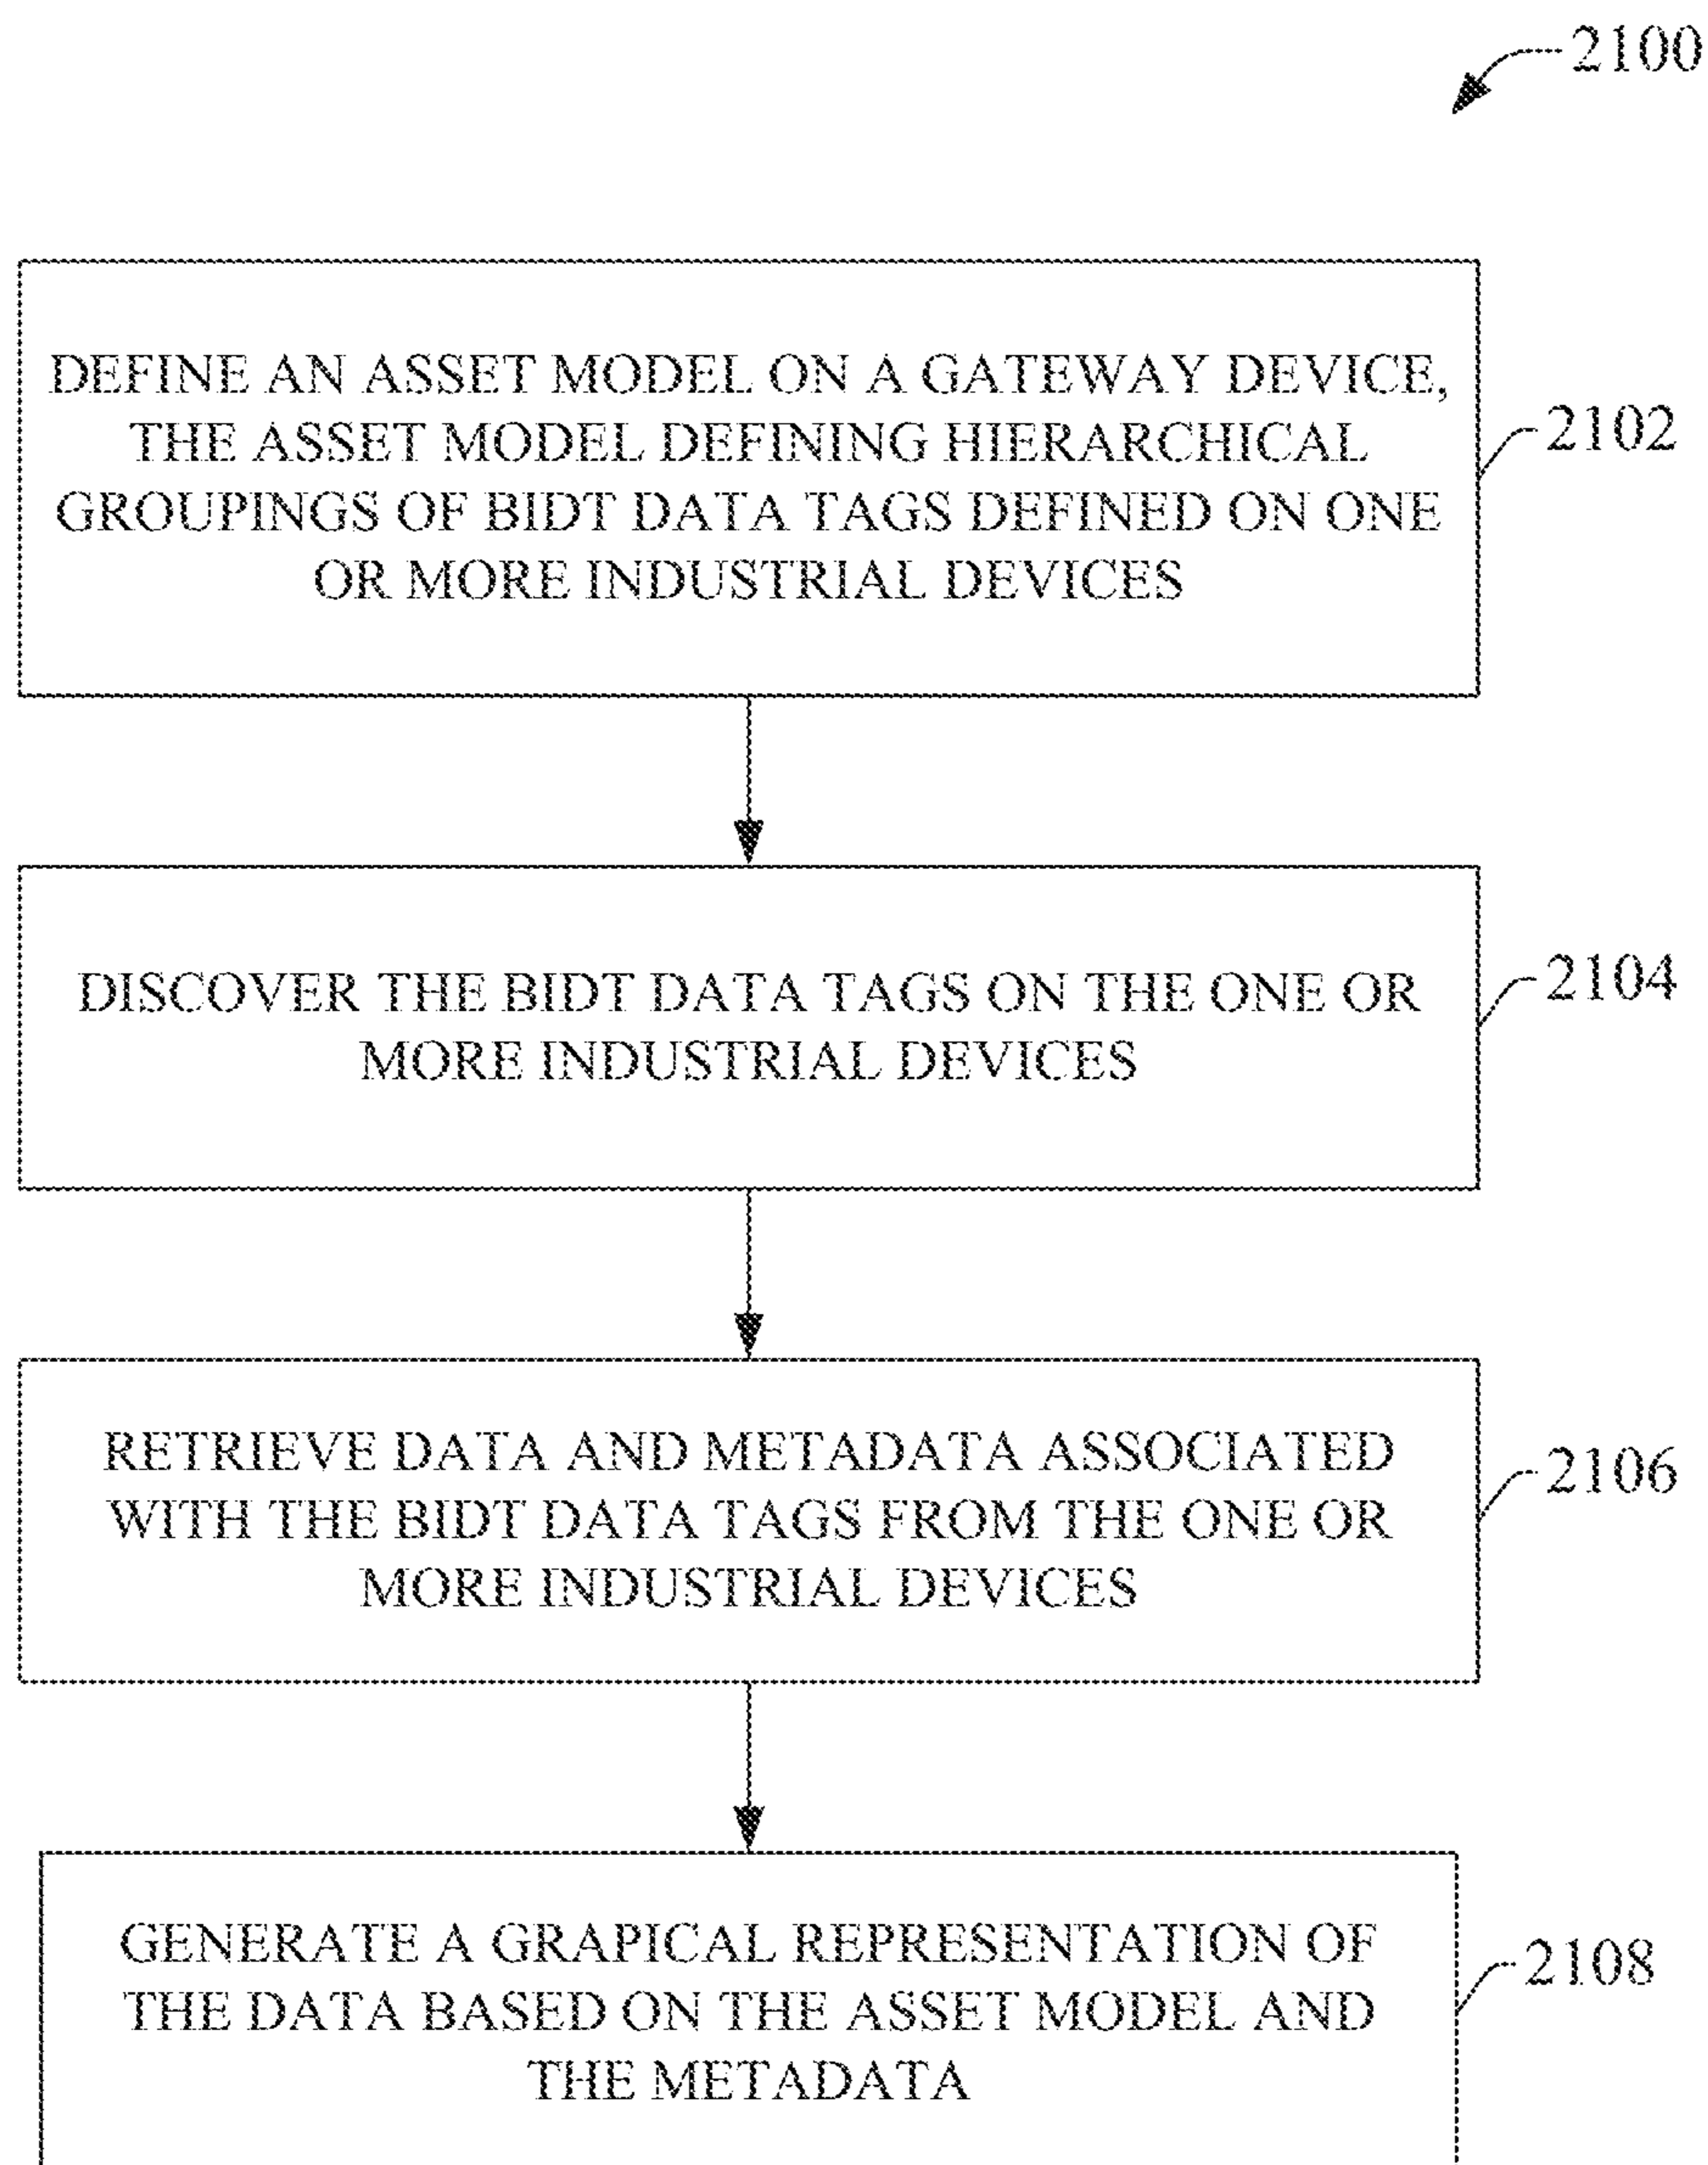 2100
DEFINE AN ASSET MODEL ON A GATEWAY DEVICE,
THE ASSET MODEL DEFINING HIERARCHICAL
GROUPINGS OF BIDT DATA TAGS DEFINED ON ONE
OR MORE INDUSTRIAL DEVICES
2102
DISCOVER THE BIDT DATA TAGS ON THE ONE OR
MORE INDUSTRIAL DEVICES
2104
RETRIEVE DATA AND METADATA ASSOCIATED
WITH THE BIDT DATA TAGS FROM THE ONE OR
MORE INDUSTRIAL DEVICES
2106
GENERATE A GRAPICAL REPRESENTATION OF
THE DATA BASED ON THE ASSET MODEL AND
THE METADATA
2108